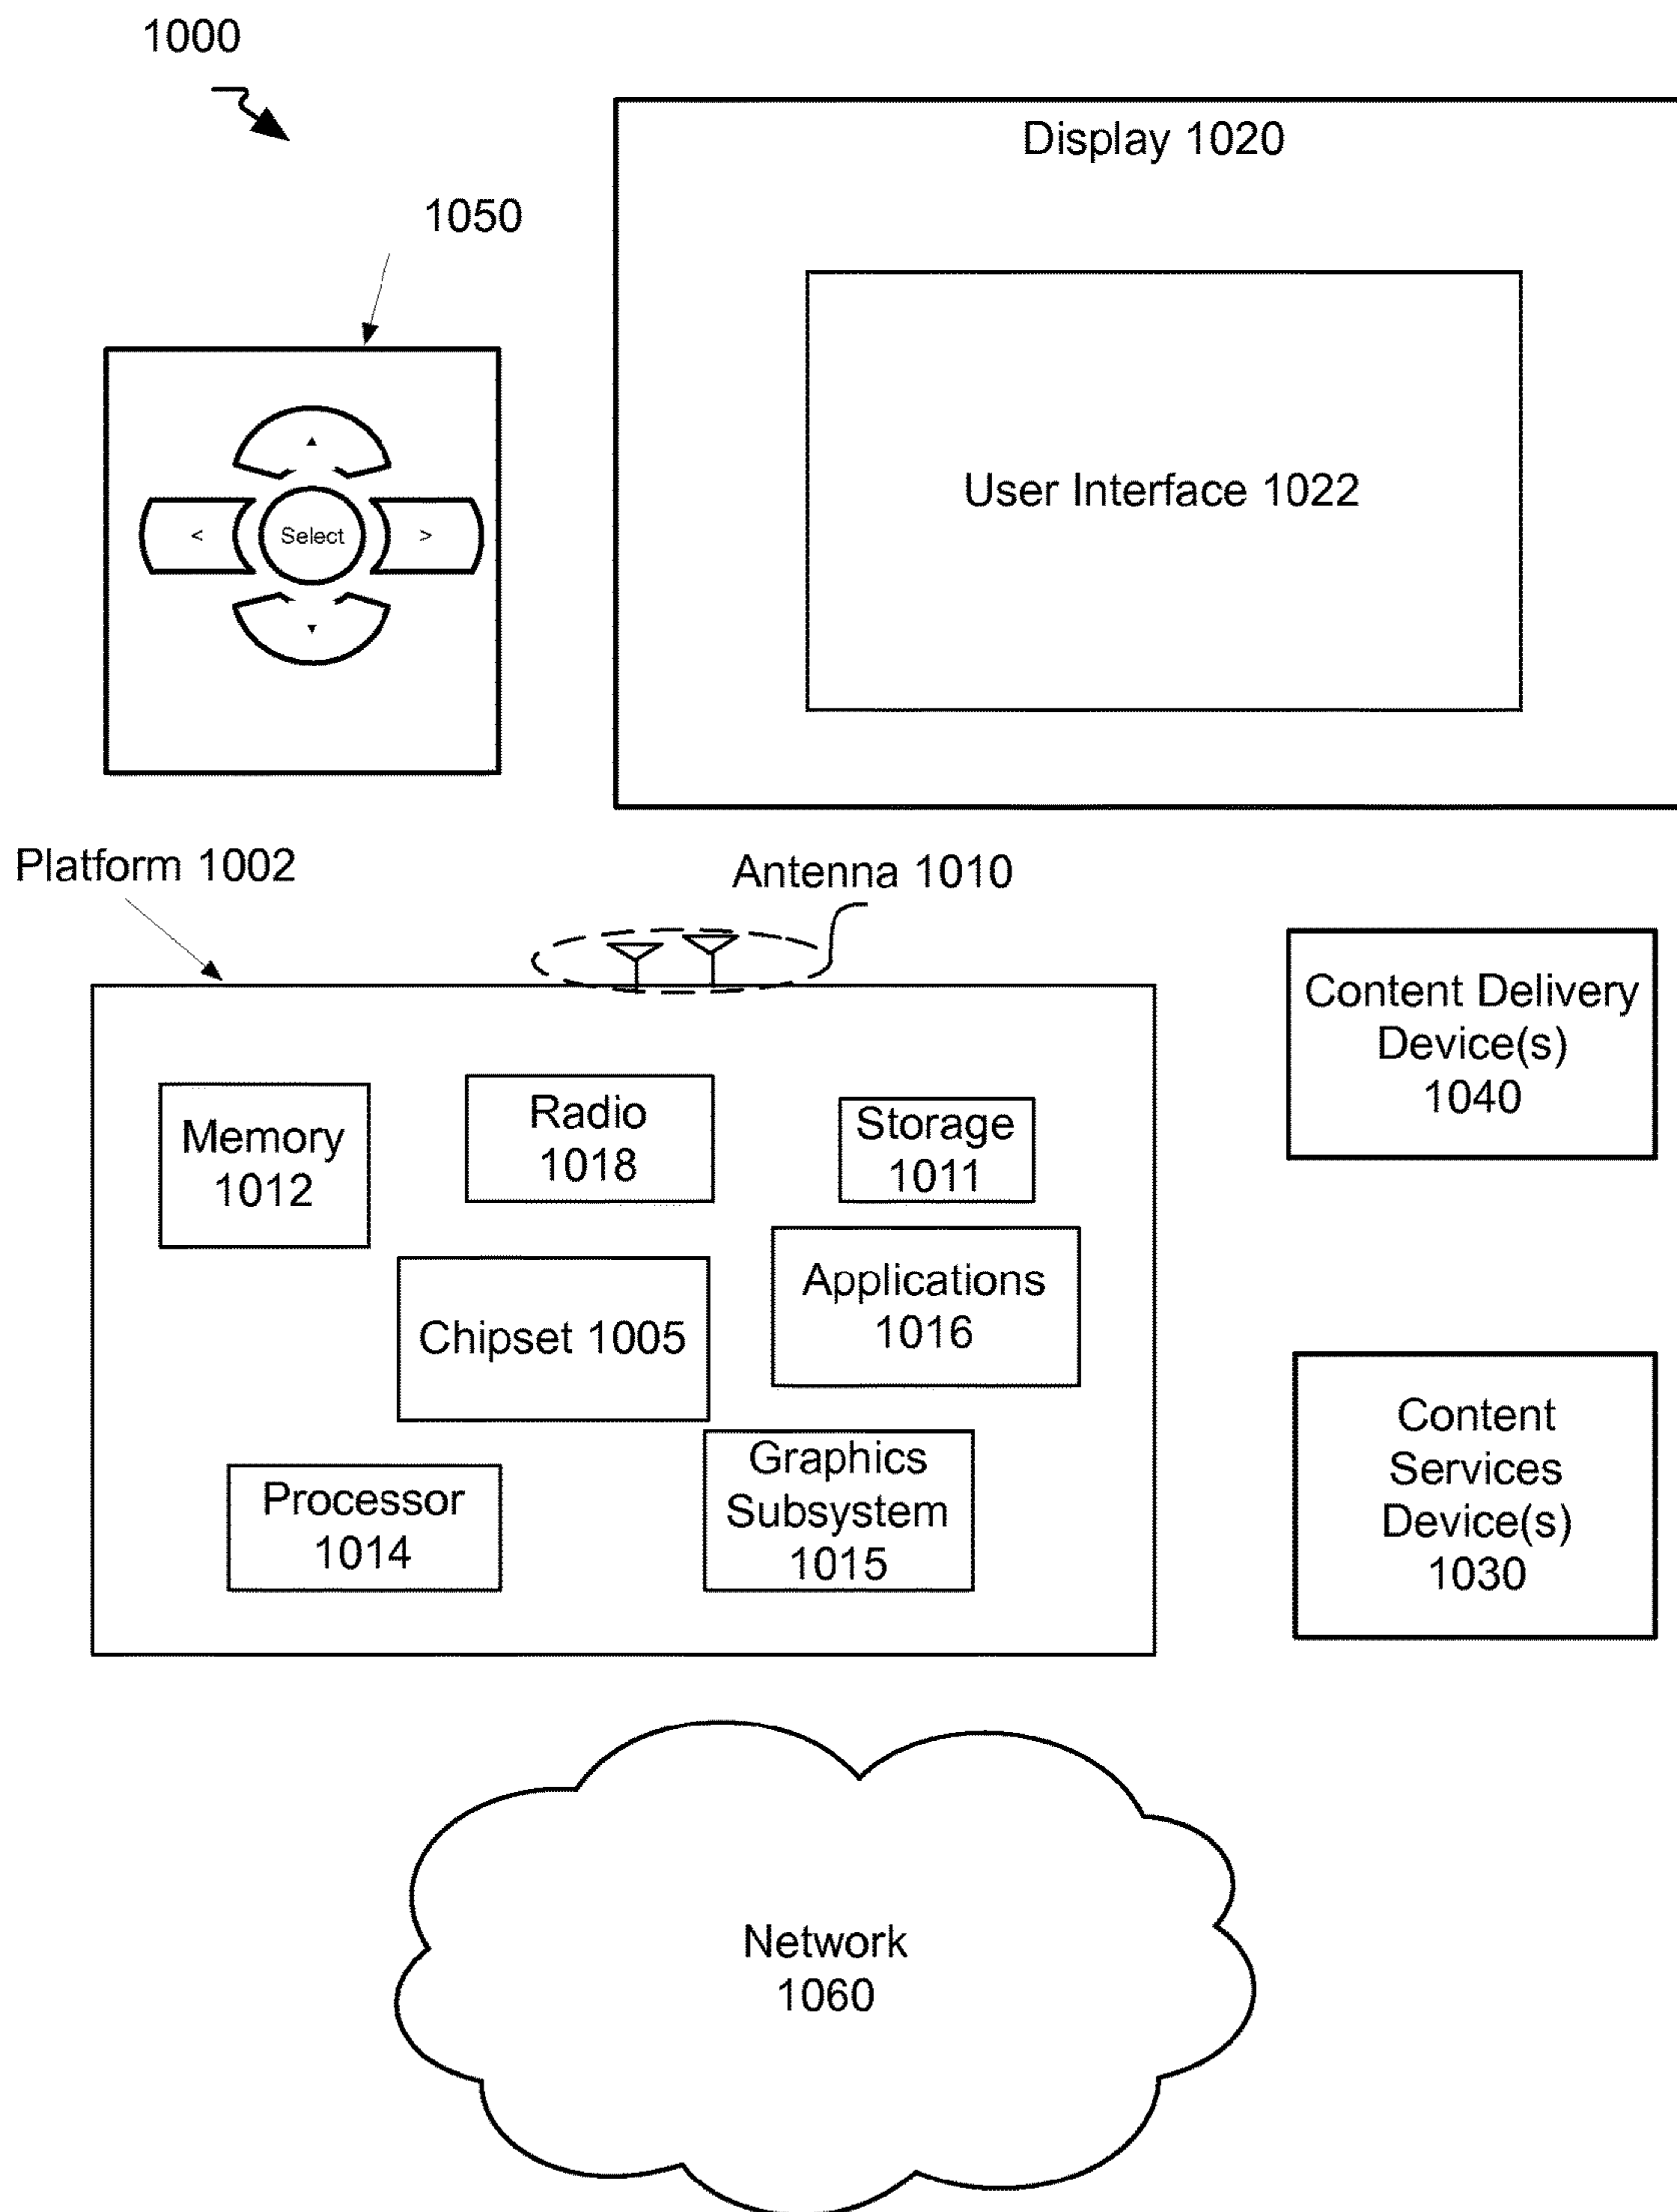 1000
Display 1020
1050
User Interface 1022
▲
<
Select
>
▼
Platform 1002
Antenna 1010
Content Delivery
Device(s)
1040
Memory
1012
Radio
1018
Storage
1011
Applications
1016
Chipset 1005
Content
Services
Device(s)
1030
Processor
1014
Graphics
Subsystem
1015
Network
1060